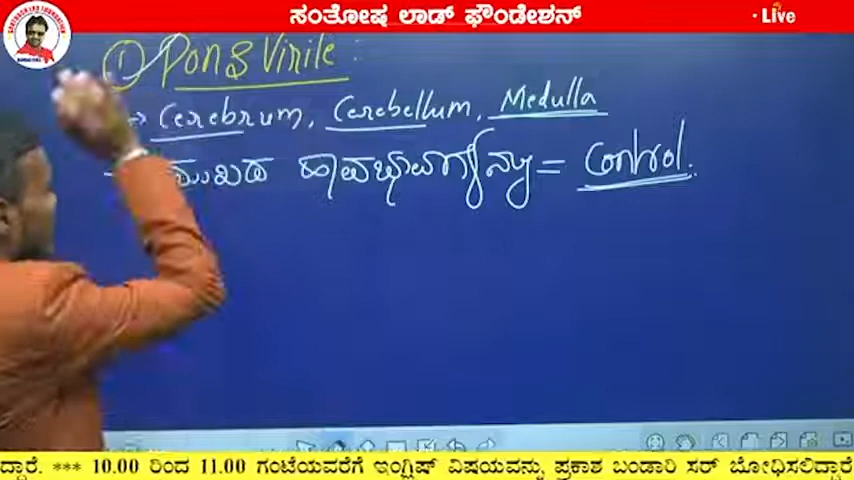 ಸಂತೋಷ ಲಾಡ್ ಫೌಂಡೇಶನ್
· Live
① Pons Virile :
→ Cerebrum, Cerebellum, Medulla
ಮುಖದ ಹಾವಭಾವಗಳನ್ನು = Control.
ದ್ದಾರೆ. *** 10.00 ರಿಂದ 11.00 ಗಂಟೆಯವರೆಗೆ ಇಂಗ್ಲಿಷ್ ವಿಷಯವನ್ನು ಪ್ರಕಾಶ ಬಂಡಾರಿ ಸರ್ ಬೋಧಿಸಲಿದ್ದಾರೆ